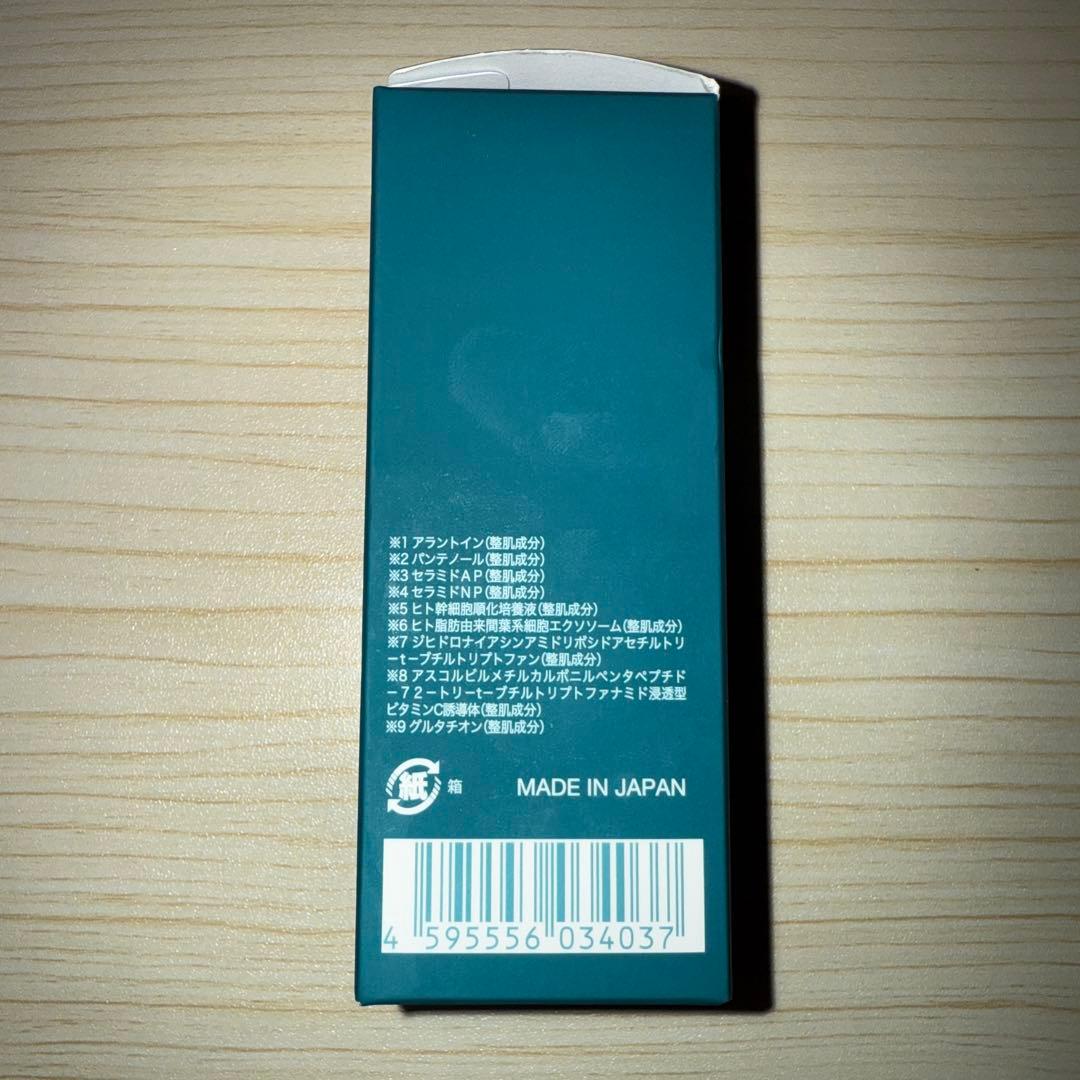 ※1 アラントイン(整肌成分)
※2 パンテノール(整肌成分)
※3 セラミドAP(整肌成分)
※4 セラミドNP(整肌成分)
※5 ヒト幹細胞順化培養液(整肌成分)
※6 ヒト脂肪由来間葉系細胞エクソソーム(整肌成分)
※7 ジヒドロナイアシンアミドリボシドアセチルトリ
ーt－ブチルトリプトファン(整肌成分)
※8 アスコルビルメチルカルボニルペンタペプチド
－72－トリーt－ブチルトリプトファナミド浸透型
ビタミンC誘導体(整肌成分)
※9 グルタチオン(整肌成分)
紙 箱
MADE IN JAPAN
4 595556 034037